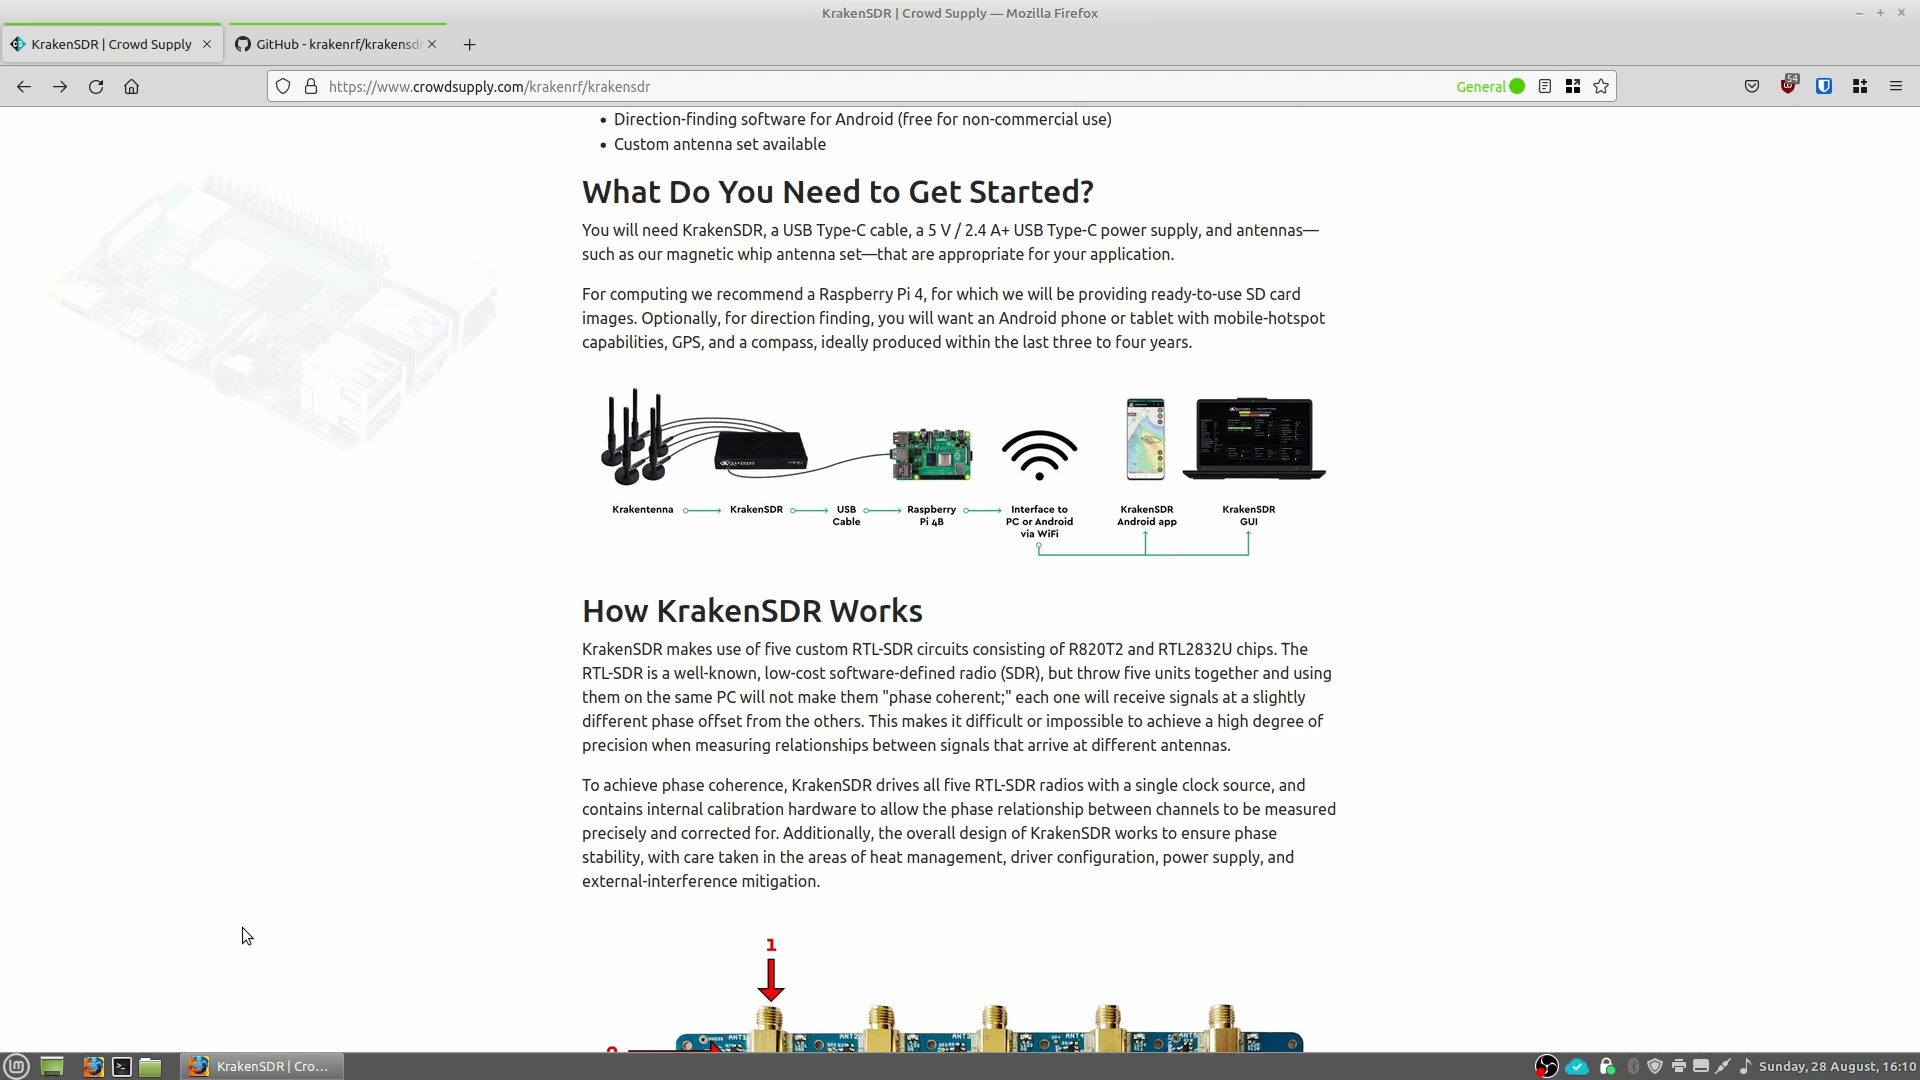 KrakenSDR | Crowd Supply — Mozilla Firefox
KrakenSDR | Crowd Supply
GitHub - krakenrf/krakensdr
https://www.crowdsupply.com/krakenrf/krakensdr
General
54
Direction-finding software for Android (free for non-commercial use)
Custom antenna set available
What Do You Need to Get Started?
You will need KrakenSDR, a USB Type-C cable, a 5 V / 2.4 A+ USB Type-C power supply, and antennas—
such as our magnetic whip antenna set—that are appropriate for your application.
For computing we recommend a Raspberry Pi 4, for which we will be providing ready-to-use SD card
images. Optionally, for direction finding, you will want an Android phone or tablet with mobile-hotspot
capabilities, GPS, and a compass, ideally produced within the last three to four years.
Krakentenna
KrakenSDR
USB
Cable
Raspberry
Pi 4B
Interface to
PC or Android
via WiFi
KrakenSDR
Android app
KrakenSDR
GUI
How KrakenSDR Works
KrakenSDR makes use of five custom RTL-SDR circuits consisting of R820T2 and RTL2832U chips. The
RTL-SDR is a well-known, low-cost software-defined radio (SDR), but throw five units together and using
them on the same PC will not make them "phase coherent;" each one will receive signals at a slightly
different phase offset from the others. This makes it difficult or impossible to achieve a high degree of
precision when measuring relationships between signals that arrive at different antennas.
To achieve phase coherence, KrakenSDR drives all five RTL-SDR radios with a single clock source, and
contains internal calibration hardware to allow the phase relationship between channels to be measured
precisely and corrected for. Additionally, the overall design of KrakenSDR works to ensure phase
stability, with care taken in the areas of heat management, driver configuration, power supply, and
external-interference mitigation.
1
KrakenSDR | Cro...
Sunday, 28 August, 16:10